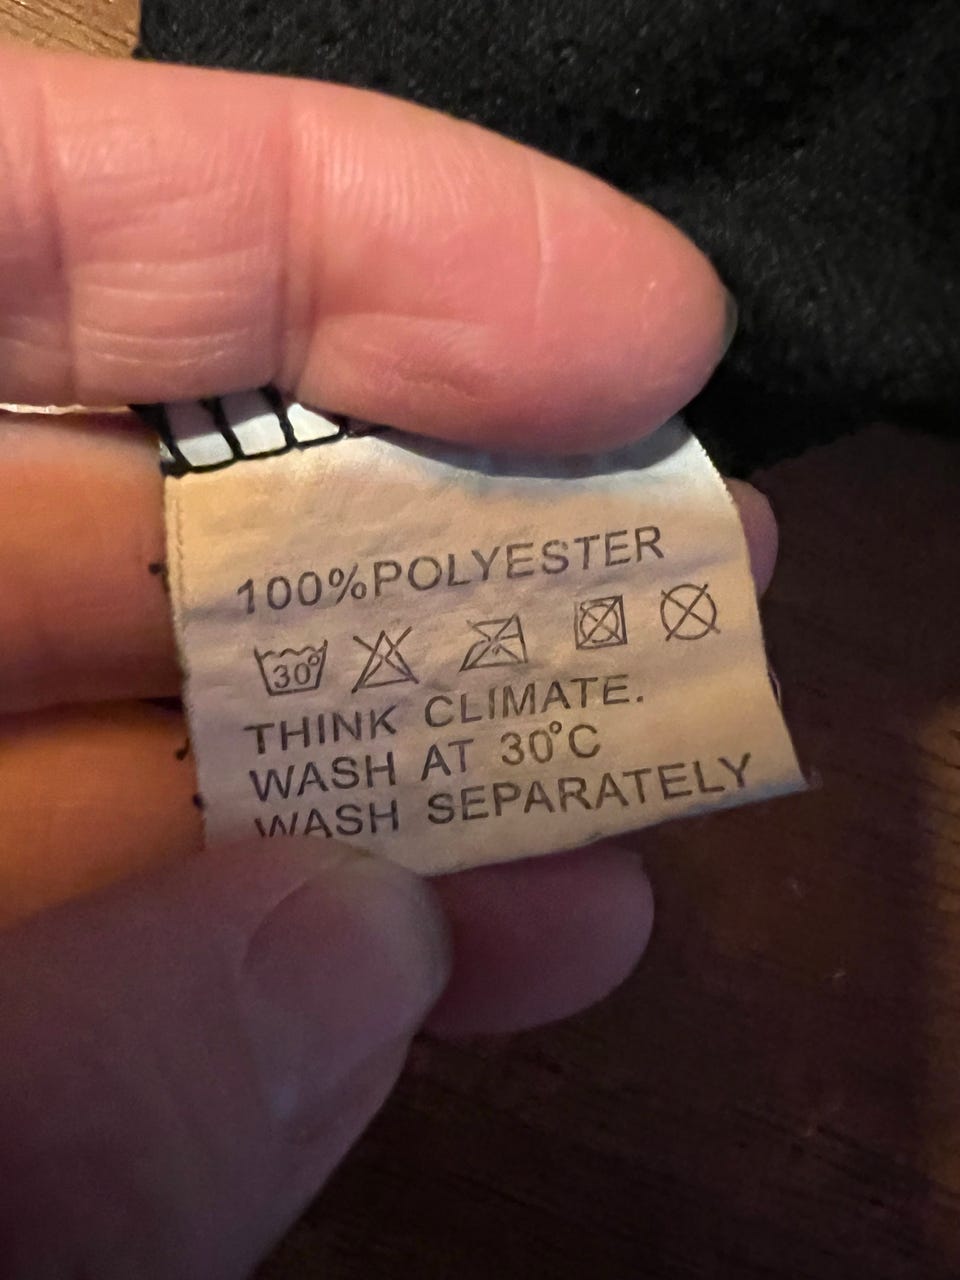 100%POLYESTER
30°
THINK CLIMATE.
WASH AT 30°C
WASH SEPARATELY